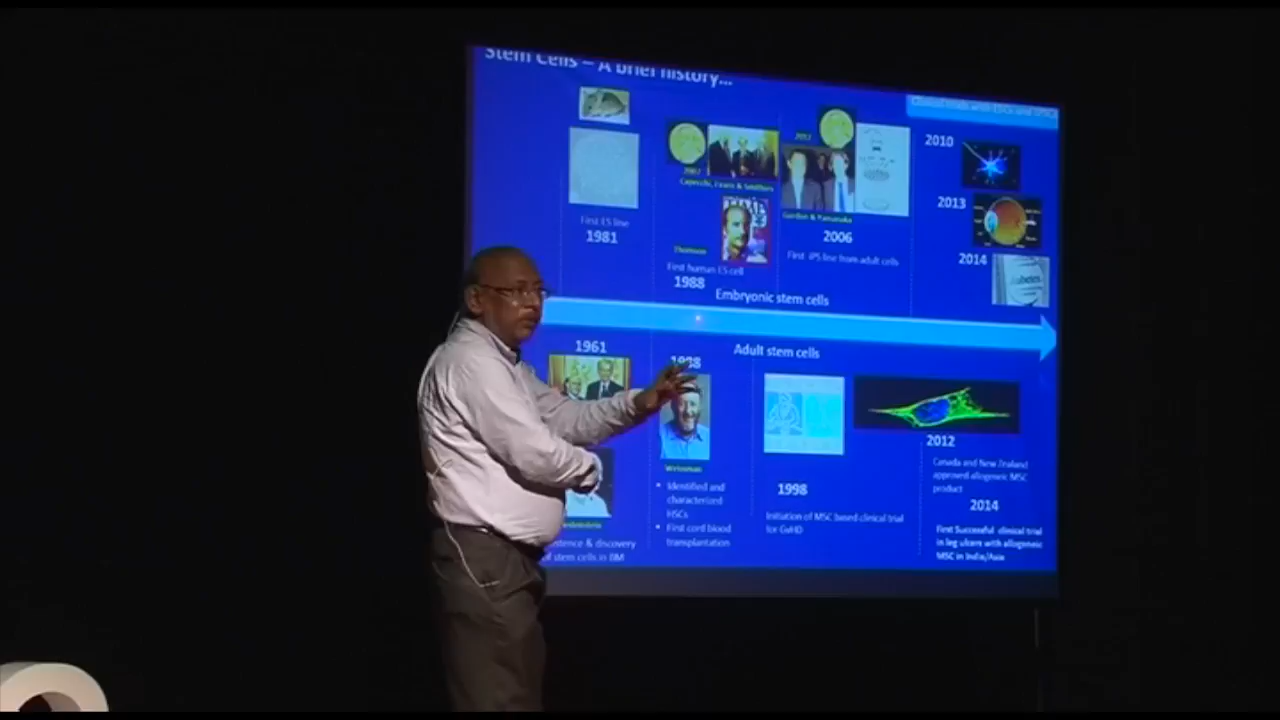 Stem Cells – A brief history...
Clinical trials with ESCs and iPSCs
2010
2013
2014
First ES line
1981
2007
Capecchi, Evans & Smithies
TIME
Thomson
First human ES cell
1988
2012
Gurdon & Yamanaka
2006
First iPS line from adult cells
Embryonic stem cells
Adult stem cells
1961
1988
Weissman
• Identified and
characterized
HSCs
• First cord blood
transplantation
& discovery
of stem cells in BM
1998
Initiation of MSC based clinical trial
for GvHD
2012
Canada and New Zealand
approved allogeneic MSC
product
2014
First Successful clinical trial
in leg ulcers with allogeneic
MSC in India/Asia